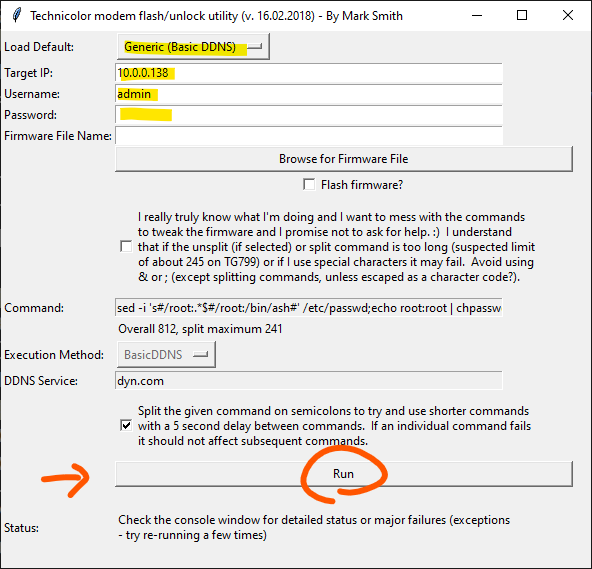 Technicolor modem flash/unlock utility (v. 16.02.2018) - By Mark Smith
Load Default: Generic (Basic DDNS)
Target IP: 10.0.0.138
Username: admin
Password:
Firmware File Name:
Browse for Firmware File
Flash firmware?
I really truly know what I'm doing and I want to mess with the commands
to tweak the firmware and I promise not to ask for help. :)  I understand
that if the unsplit (if selected) or split command is too long (suspected limit
of about 245 on TG799) or if I use special characters it may fail.  Avoid using
& or ; (except splitting commands, unless escaped as a character code?).
Command: sed -i 's#/root:.*$#/root:/bin/ash#' /etc/passwd;echo root:root | chpassw
Overall 812, split maximum 241
Execution Method: BasicDDNS
DDNS Service: dyn.com
Split the given command on semicolons to try and use shorter commands
with a 5 second delay between commands.  If an individual command fails
it should not affect subsequent commands.
Run
Status: Check the console window for detailed status or major failures (exceptions
- try re-running a few times)